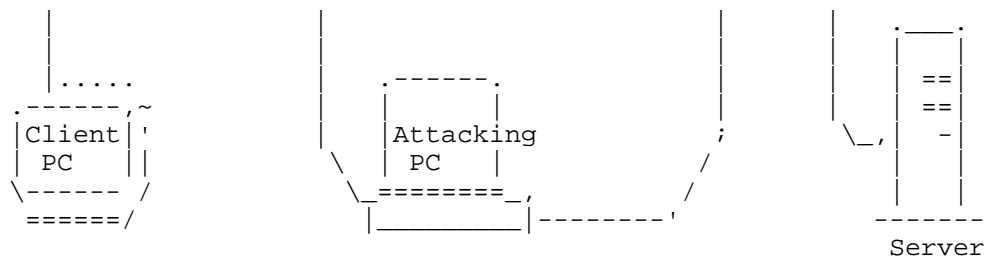 Client
PC
Attacking
PC
Server